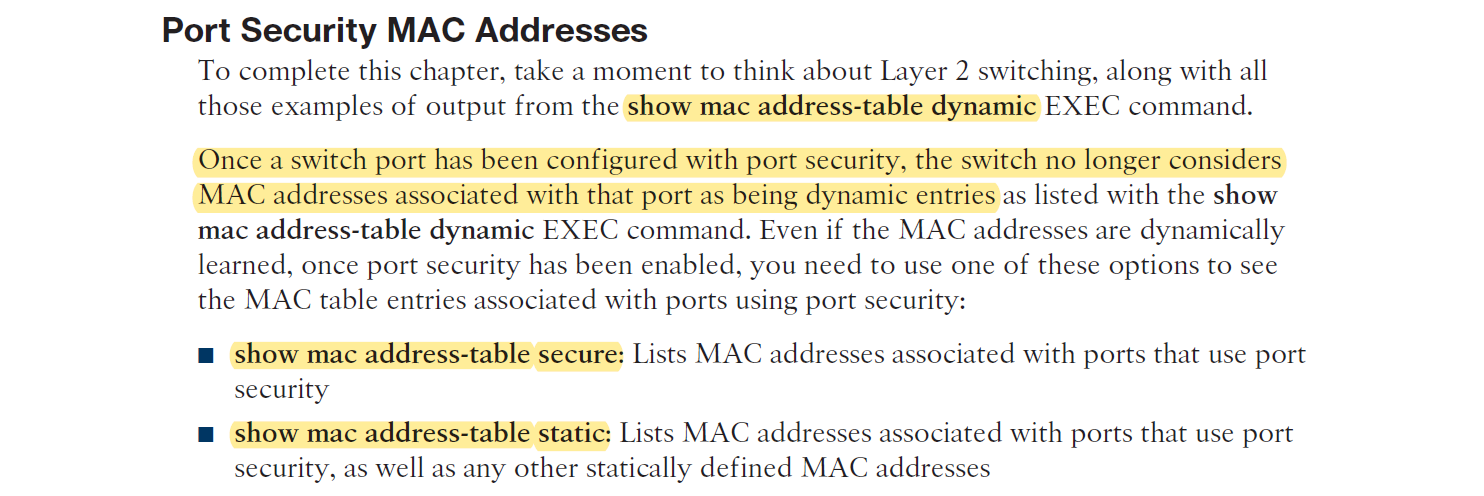 Port Security MAC Addresses
To complete this chapter, take a moment to think about Layer 2 switching, along with all
those examples of output from the show mac address-table dynamic EXEC command.
Once a switch port has been configured with port security, the switch no longer considers
MAC addresses associated with that port as being dynamic entries as listed with the show
mac address-table dynamic EXEC command. Even if the MAC addresses are dynamically
learned, once port security has been enabled, you need to use one of these options to see
the MAC table entries associated with ports using port security:
■ show mac address-table secure: Lists MAC addresses associated with ports that use port
security
■ show mac address-table static: Lists MAC addresses associated with ports that use port
security, as well as any other statically defined MAC addresses